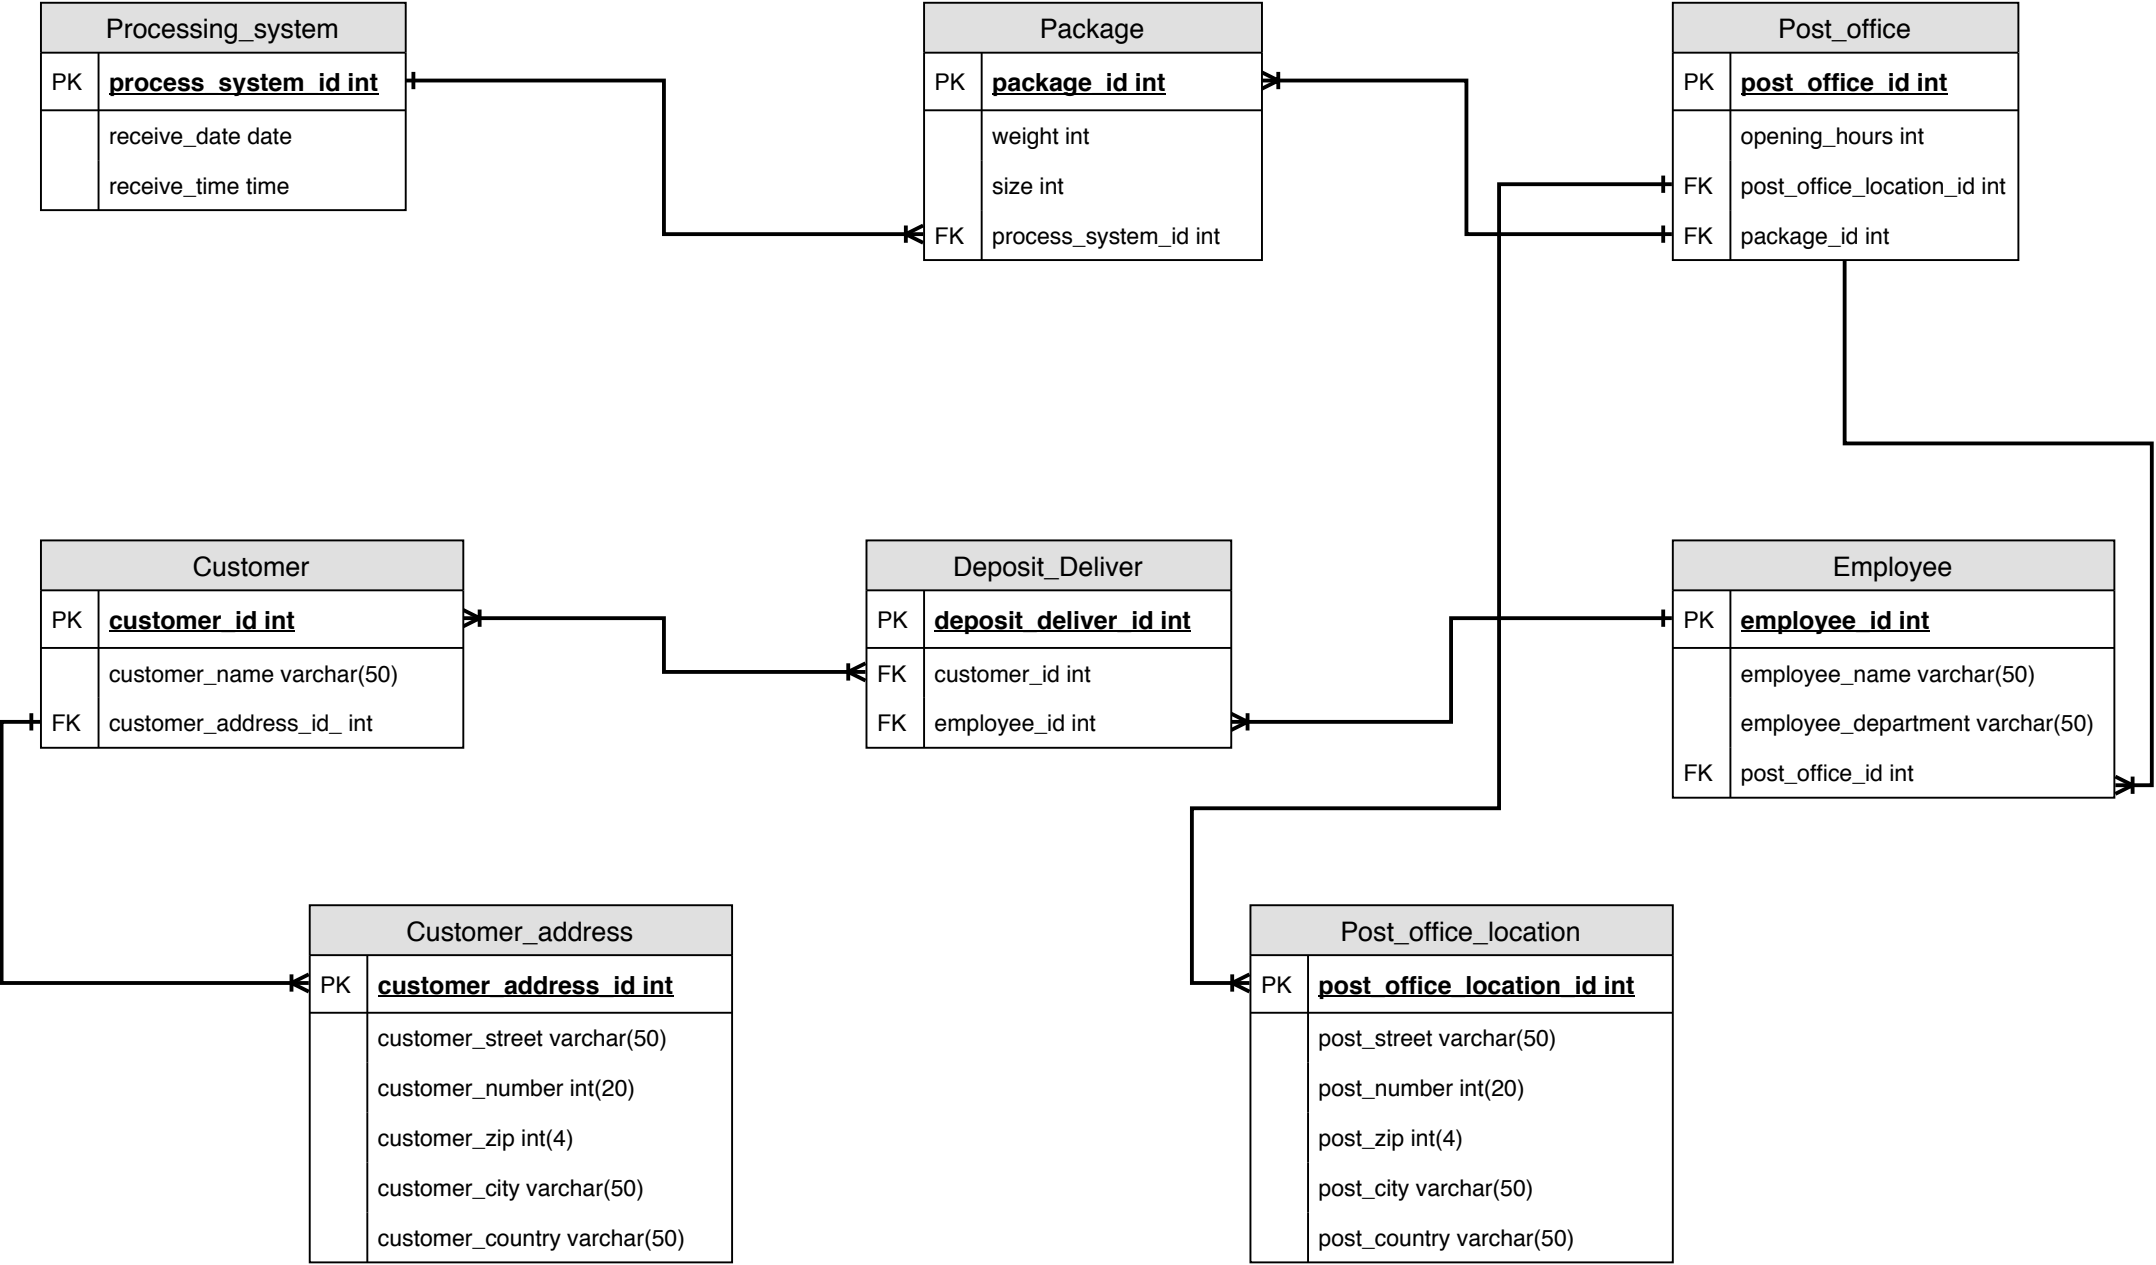 Processing_system
PK process_system_id int
receive_date date
receive_time time
Package
PK package_id int
weight int
size int
FK process_system_id int
Post_office
PK post_office_id int
opening_hours int
FK post_office_location_id int
FK package_id int
Customer
PK customer_id int
customer_name varchar(50)
FK customer_address_id_ int
Deposit_Deliver
PK deposit_deliver_id int
FK customer_id int
FK employee_id int
Employee
PK employee_id int
employee_name varchar(50)
employee_department varchar(50)
FK post_office_id int
Customer_address
PK customer_address_id int
customer_street varchar(50)
customer_number int(20)
customer_zip int(4)
customer_city varchar(50)
customer_country varchar(50)
Post_office_location
PK post_office_location_id int
post_street varchar(50)
post_number int(20)
post_zip int(4)
post_city varchar(50)
post_country varchar(50)